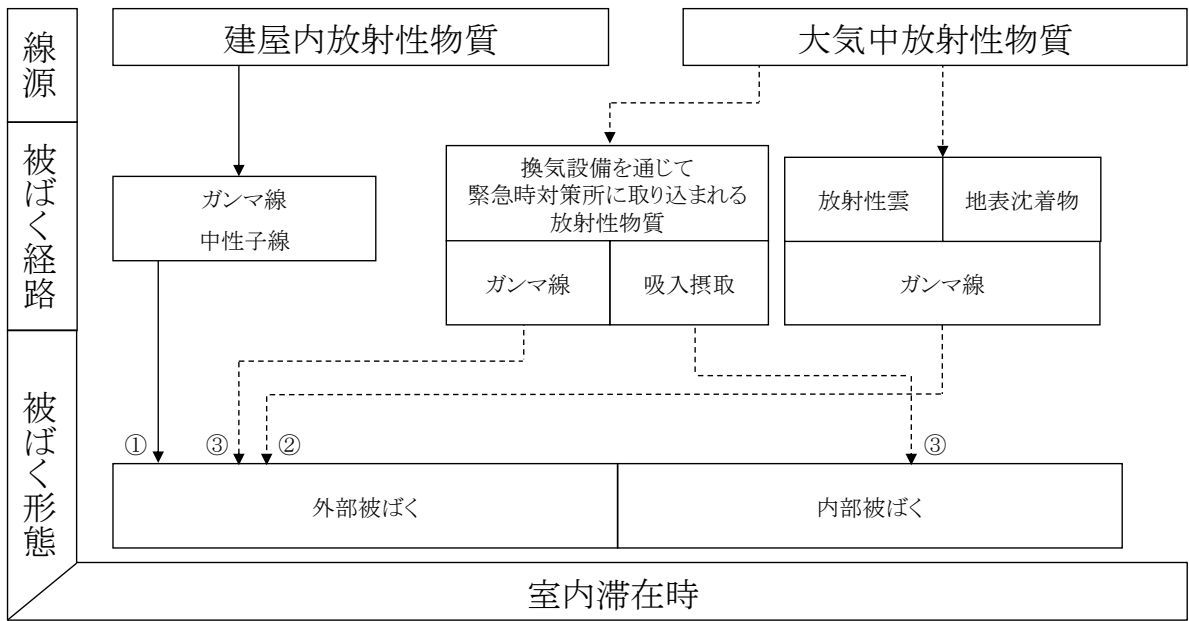 線源
建屋内放射性物質
大気中放射性物質
被ばく経路
ガンマ線
中性子線
換気設備を通じて
緊急時対策所に取り込まれる
放射性物質
ガンマ線
吸入摂取
放射性雲
地表沈着物
ガンマ線
被ばく形態
①
③
②
③
外部被ばく
内部被ばく
室内滞在時